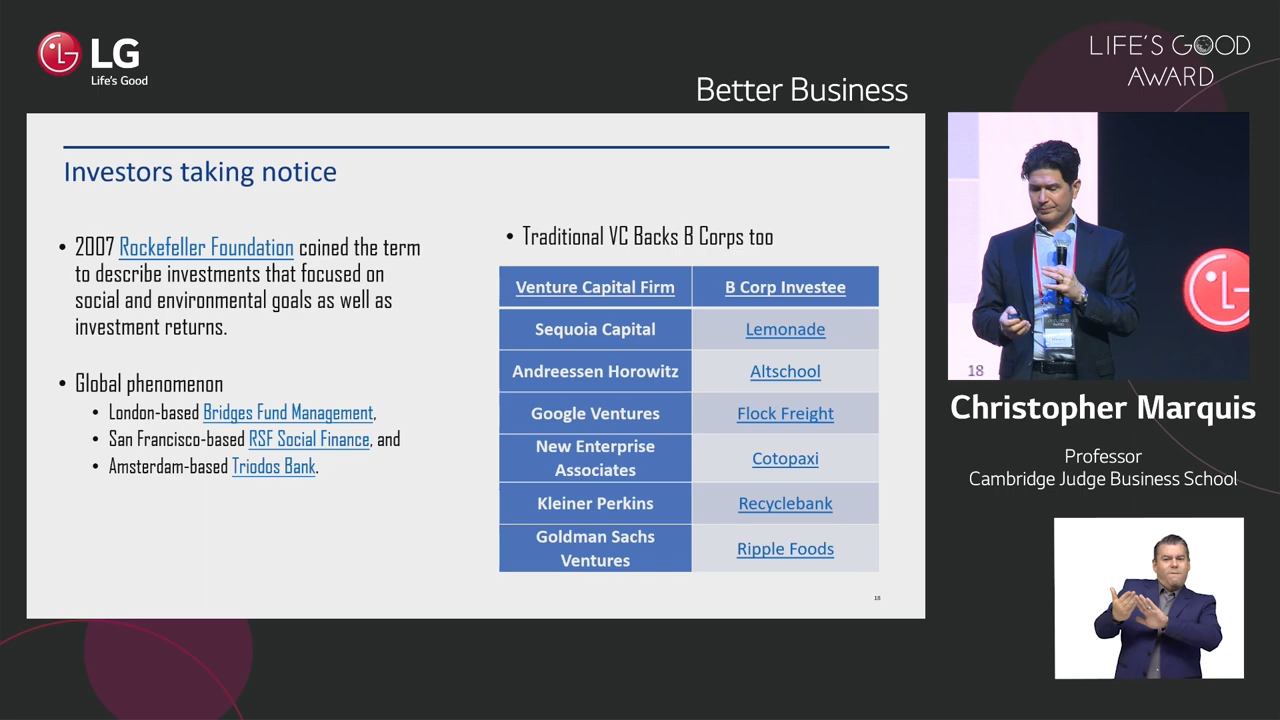 LG
Life's Good
LIFE'S GOOD
AWARD
Better Business
Investors taking notice
• 2007 Rockefeller Foundation coined the term
to describe investments that focused on
social and environmental goals as well as
investment returns.
• Global phenomenon
• London-based Bridges Fund Management,
• San Francisco-based RSF Social Finance, and
• Amsterdam-based Triodos Bank.
• Traditional VC Backs B Corps too
Venture Capital Firm B Corp Investee
Sequoia Capital Lemonade
Andreessen Horowitz Altschool
Google Ventures Flock Freight
New Enterprise
Associates Cotopaxi
Kleiner Perkins Recyclebank
Goldman Sachs
Ventures Ripple Foods
18
18
Christopher Marquis
Professor
Cambridge Judge Business School